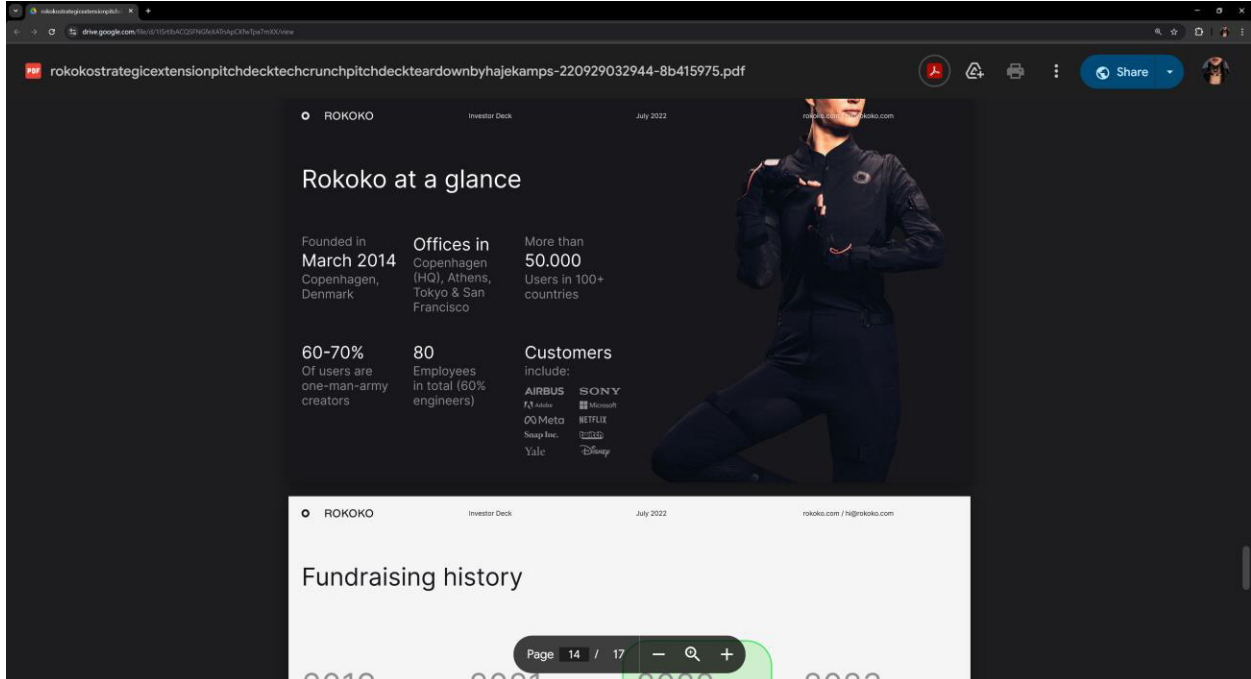 rokokostrategicextensionpitchdecktechcrunchpitchdeckteardownbyhajekamps-220929032944-8b415975.pdf
Share
ROKOKO
Investor Deck
July 2022
Rokoko at a glance
Founded in
March 2014
Copenhagen,
Denmark
Offices in
Copenhagen
(HQ), Athens,
Tokyo & San
Francisco
More than
50.000
Users in 100+
countries
60-70%
Of users are
one-man-army
creators
80
Employees
in total (60%
engineers)
Customers
include:
AIRBUS SONY
Adobe Microsoft
Meta NETFLIX
Snap Inc. twitch
Yale Disney
ROKOKO
Investor Deck
July 2022
rokoko.com / hi@rokoko.com
Fundraising history
Page 14 / 17